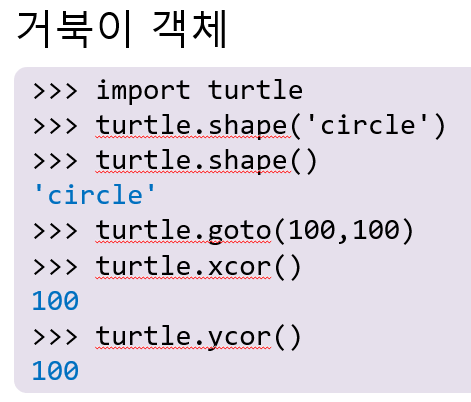 거북이 객체
>>> import turtle
>>> turtle.shape('circle')
>>> turtle.shape()
'circle'
>>> turtle.goto(100,100)
>>> turtle.xcor()
100
>>> turtle.ycor()
100